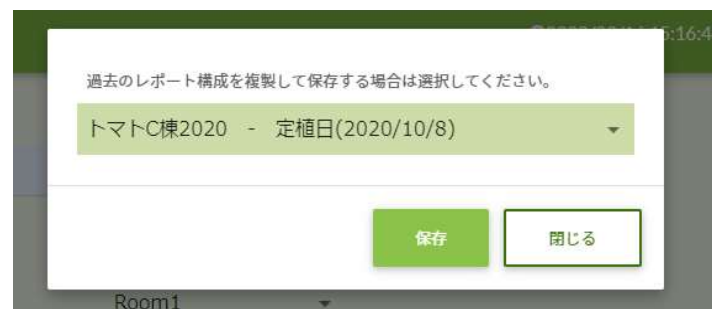 過去のレポート構成を複製して保存する場合は選択してください。
トマトC棟2020 - 定植日(2020/10/8)
保存
閉じる
Room1